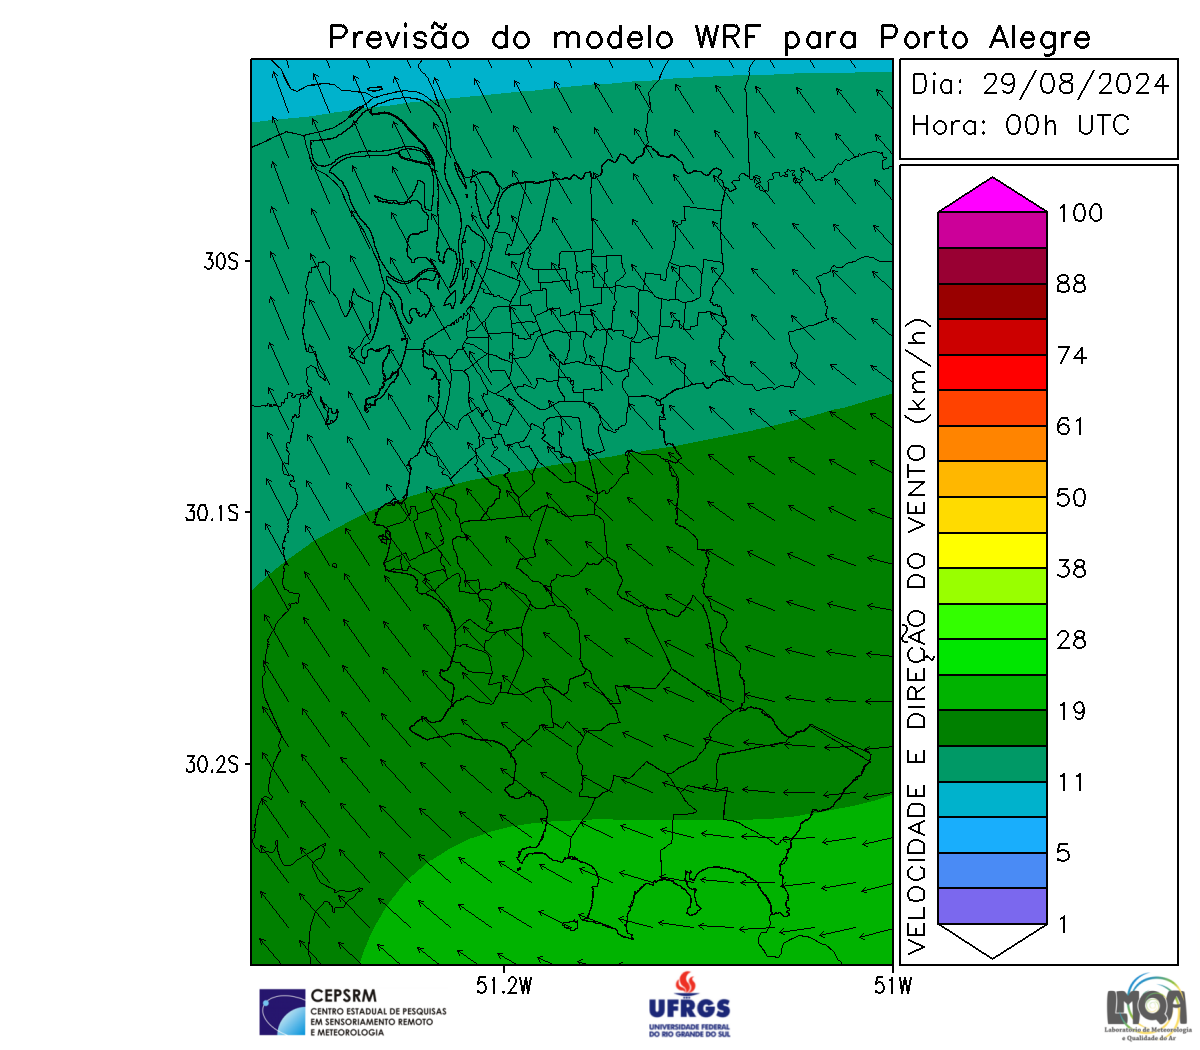 Previsão do modelo WRF para Porto Alegre
Dia: 29/08/2024
Hora: 00h UTC
30S
30.1S
30.2S
51.2W
51W
VELOCIDADE E DIREÇÃO DO VENTO (km/h)
100
88
74
61
50
38
28
19
11
5
1
CEPSRM
CENTRO ESTADUAL DE PESQUISAS
EM SENSORIAMENTO REMOTO
E METEOROLOGIA
UFRGS
UNIVERSIDADE FEDERAL
DO RIO GRANDE DO SUL
LMQA
Laboratório de Meteorologia
e Qualidade do Ar